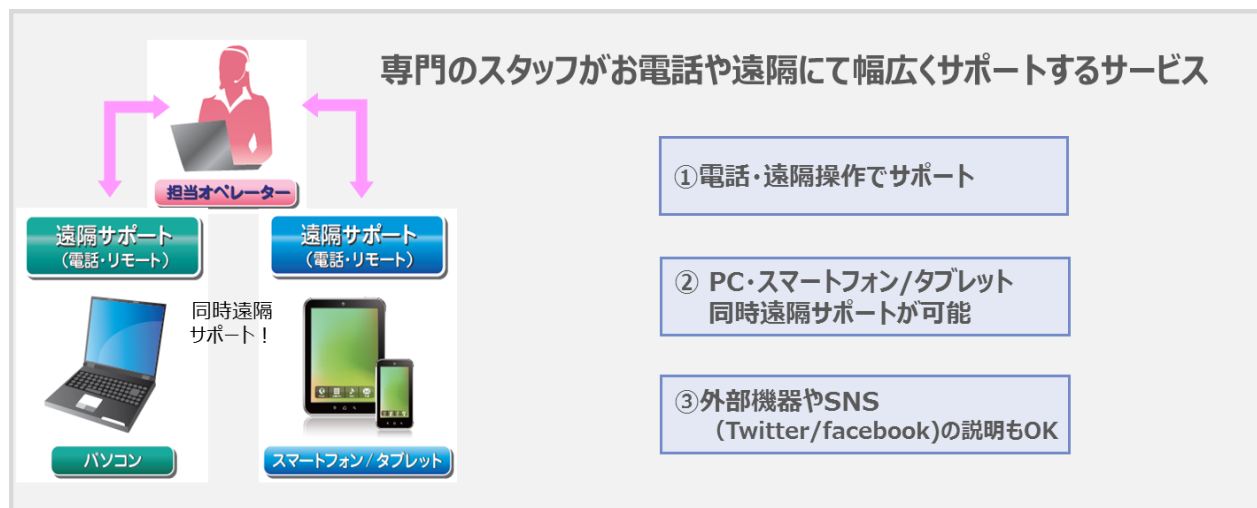 専門のスタッフがお電話や遠隔にて幅広くサポートするサービス
担当オペレーター
遠隔サポート
（電話・リモート）
遠隔サポート
（電話・リモート）
同時遠隔
サポート！
パソコン
スマートフォン/タブレット
①電話・遠隔操作でサポート
② PC・スマートフォン/タブレット
同時遠隔サポートが可能
③外部機器やSNS
（Twitter/facebook)の説明もOK